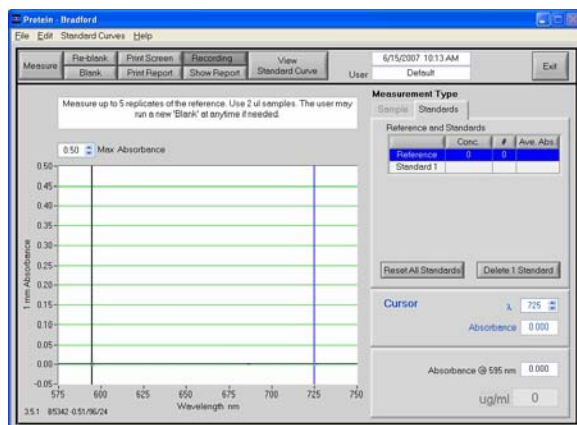 Protein - Bradford
File Edit Standard Curves Help
Measure
Re-blank
Print Screen
Recording
View Standard Curve
6/15/2007 10:13 AM
Exit
Blank
Print Report
Show Report
User
Default
Measure up to 5 replicates of the reference. Use 2 ul samples. The user may
run a new 'Blank' at anytime if needed.
Measurement Type
Sample Standards
Reference and Standards
Conc. # Ave. Abs.
Reference 0 0
Standard 1
Reset All Standards Delete 1 Standard
0.50 Max Absorbance
0.50
0.45
0.40
0.35
0.30
0.25
0.20
0.15
0.10
0.05
0.00
-0.05
1 mm Absorbance
575 600 625 650 675 700 725 750
Wavelength nm
3.5.1 85342 -0.51/96/24
Cursor λ 725
Absorbance 0.000
Absorbance @ 595 nm 0.000
ug/ml 0